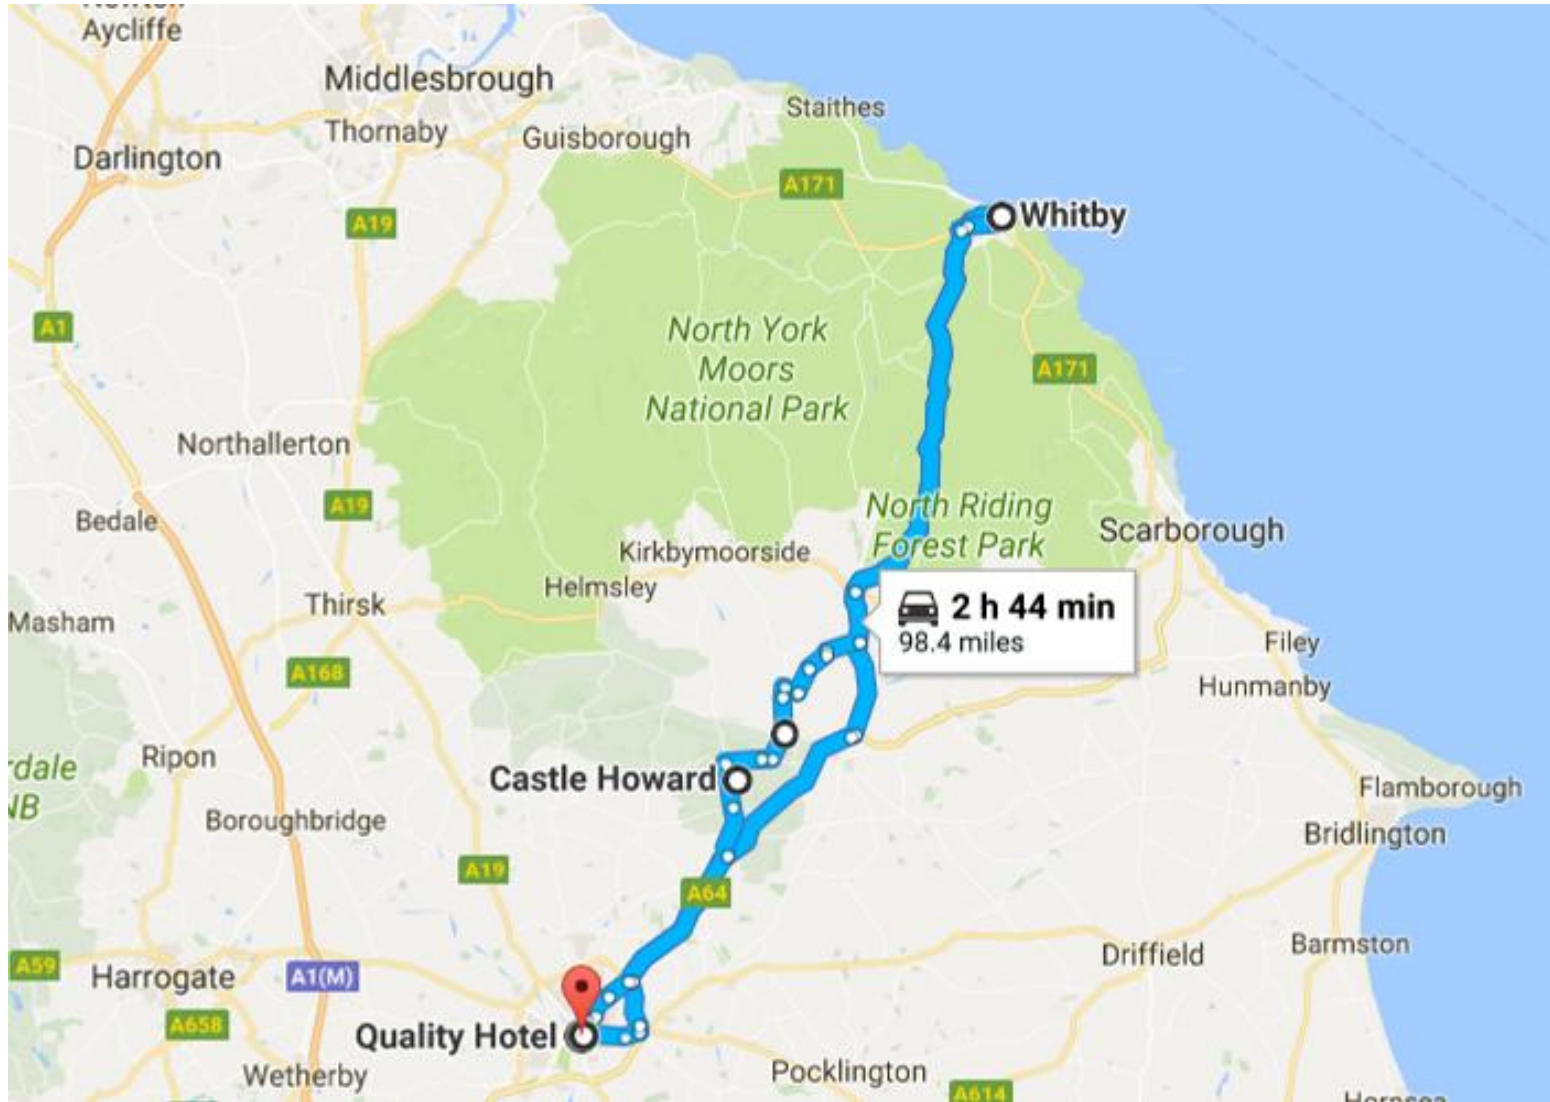 Aycliffe
Middlesbrough
Staithes
Thornaby
Guisborough
Darlington
A171
A19
Whitby
A1
North York
Moors
National Park
A171
Northallerton
A19
North Riding
Forest Park
Bedale
Scarborough
Kirkbymoorside
Helmsley
Thirsk
2 h 44 min
98.4 miles
Masham
Filey
A168
Hunmanby
Ripon
rdale
NB
Castle Howard
Flamborough
Boroughbridge
Bridlington
A19
A64
Barmston
Driffield
A59
Harrogate
A1(M)
A658
Quality Hotel
Wetherby
Pocklington
A614